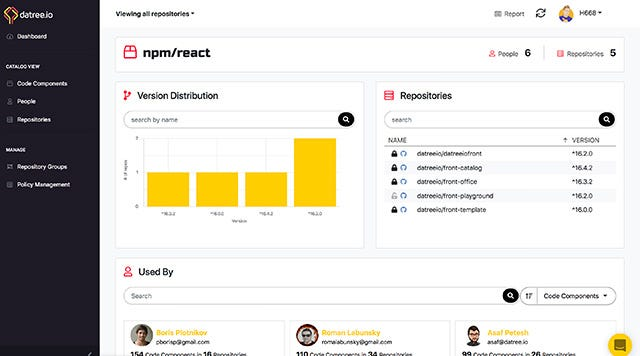 datree.io
Viewing all repositories
Report
H668
Dashboard
CATALOG VIEW
Code Components
People
Repositories
MANAGE
Repository Groups
Policy Management
npm/react
People 6
Repositories 5
Version Distribution
search by name
2
1
0
# of repos
^16.3.2
^16.0.0
^16.4.2
^16.2.0
Version
Repositories
search
NAME VERSION
datreeio/datreeiofront ^16.2.0
datreeio/front-catalog ^16.4.2
datreeio/front-office ^16.3.2
datreeio/front-playground ^16.2.0
datreeio/front-template ^16.0.0
Used By
Search
Code Components
Boris Plotnikov
pborisp@gmail.com
154 Code Components in 16 Repositories
Roman Labunsky
romalabunsky@gmail.com
110 Code Components in 34 Repositories
Asaf Petesh
asaf@datree.io
99 Code Components in 26 Repositories